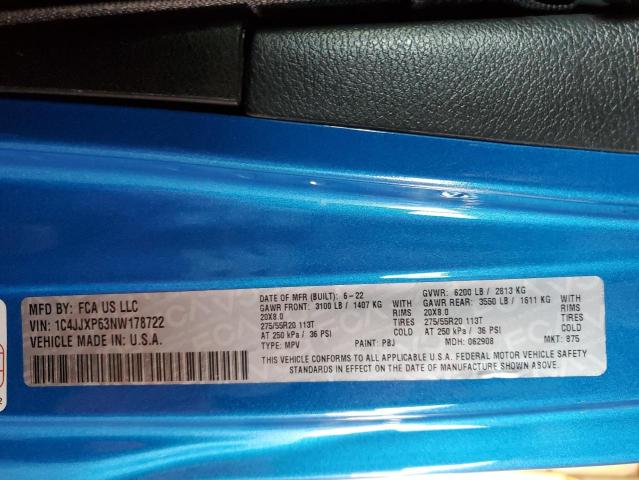 MFD BY: FCA US LLC
VIN: 1C4JJXP63NW178722
VEHICLE MADE IN: U.S.A.
DATE OF MFR (BUILT): 6-22
GAWR FRONT: 3100 LB / 1407 KG WITH
20X8.0 RIMS
275/55R20 113T TIRES
AT 250 kPa / 36 PSI
TYPE: MPV PAINT: PBJ
GVWR: 6200 LB / 2813 KG
GAWR REAR: 3550 LB / 1611 KG WITH
20X8.0 RIMS
275/55R20 113T TIRES
AT 250 kPa / 36 PSI
MDH: 062908 MKT: 875
THIS VEHICLE CONFORMS TO ALL APPLICABLE U.S.A. FEDERAL MOTOR VEHICLE SAFETY
STANDARDS IN EFFECT ON THE DATE OF MANUFACTURE SHOWN ABOVE.